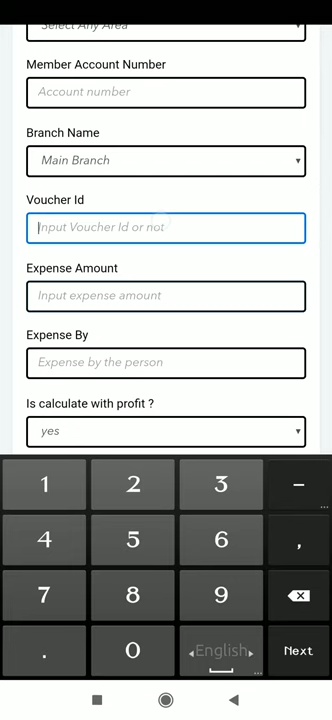 Select Any Area
Member Account Number
Account number
Branch Name
Main Branch
Voucher Id
Input Voucher Id or not
Expense Amount
Input expense amount
Expense By
Expense by the person
Is calculate with profit ?
yes
1 2 3 –
4 5 6 ,
7 8 9
. 0 English Next